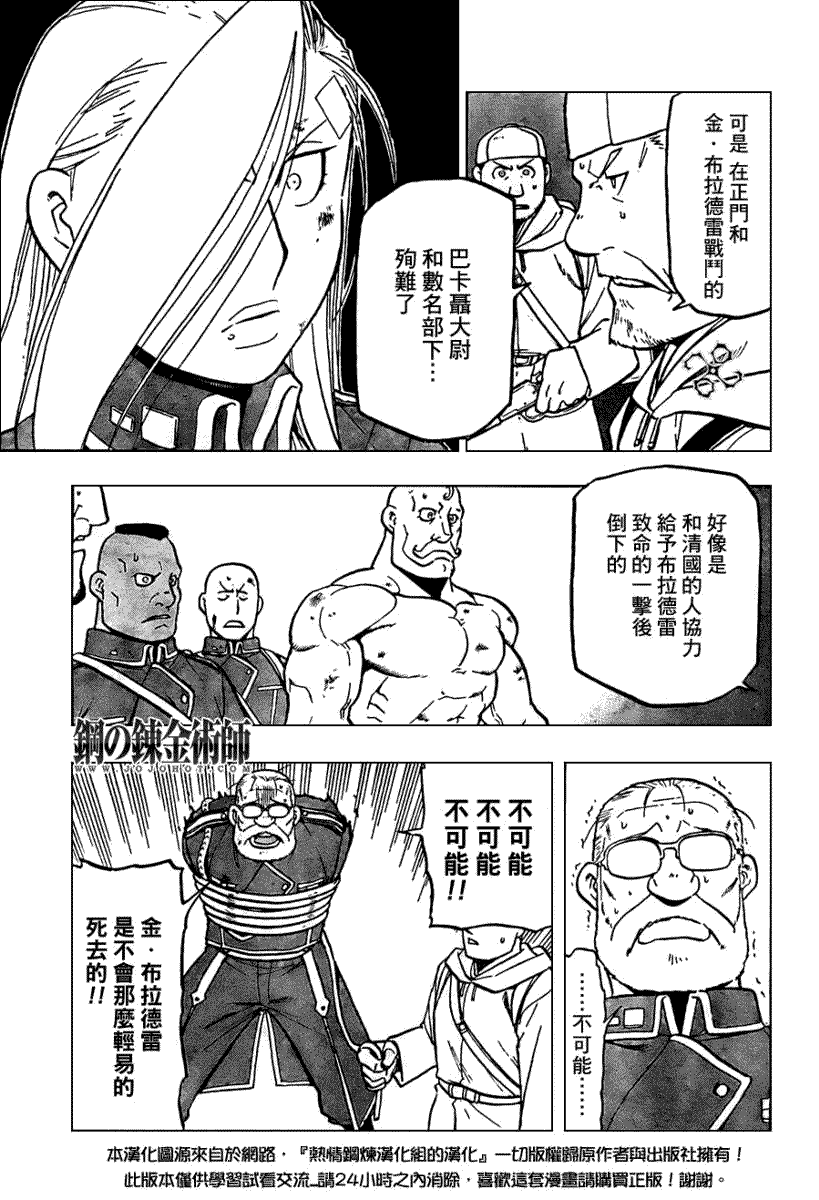 可是 在正門和
金·布拉德雷戰鬥的
巴卡聶大尉
和數名部下…
殉難了
好像是
和清國的人協力
給予布拉德雷
致命的一擊後
倒下的
……不可能……
不可能
不可能
不可能!!
金·布拉德雷
是不會那麼輕易的
死去的!!
鋼の錬金術師
WWW.JOJOHOT.COM
本漢化圖源來自於網路，『熱情鋼煉漢化組的漢化』一切版權歸原作者與出版社擁有！
此版本僅供學習試看交流_請24小時之內消除，喜歡這套漫畫請購買正版！謝謝。